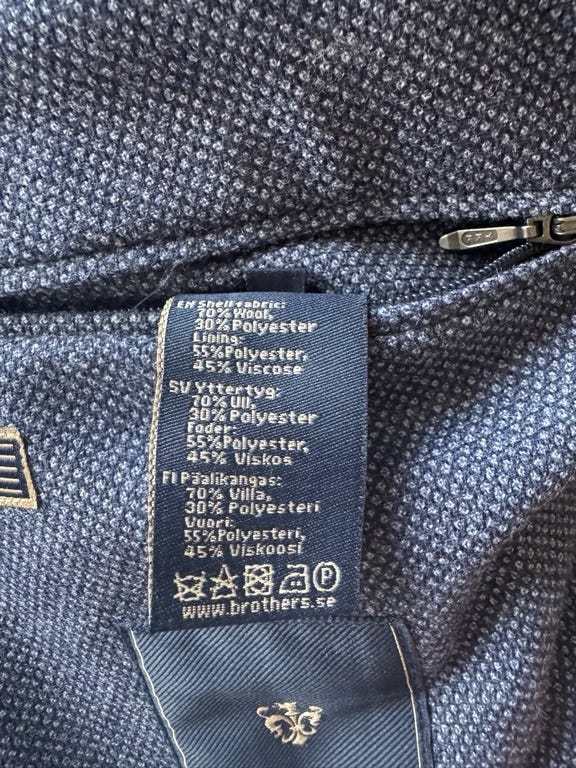 EN Shell fabric:
70% Wool,
30% Polyester
Lining:
55%Polyester,
45% Viscose
SV Yttertyg:
70% Ull,
30% Polyester
Foder:
55%Polyester,
45% Viskos
FI Päälikangas:
70% Villa,
30% Polyesteri
Vuori:
55%Polyesteri,
45% Viskoosi
P
www.brothers.se